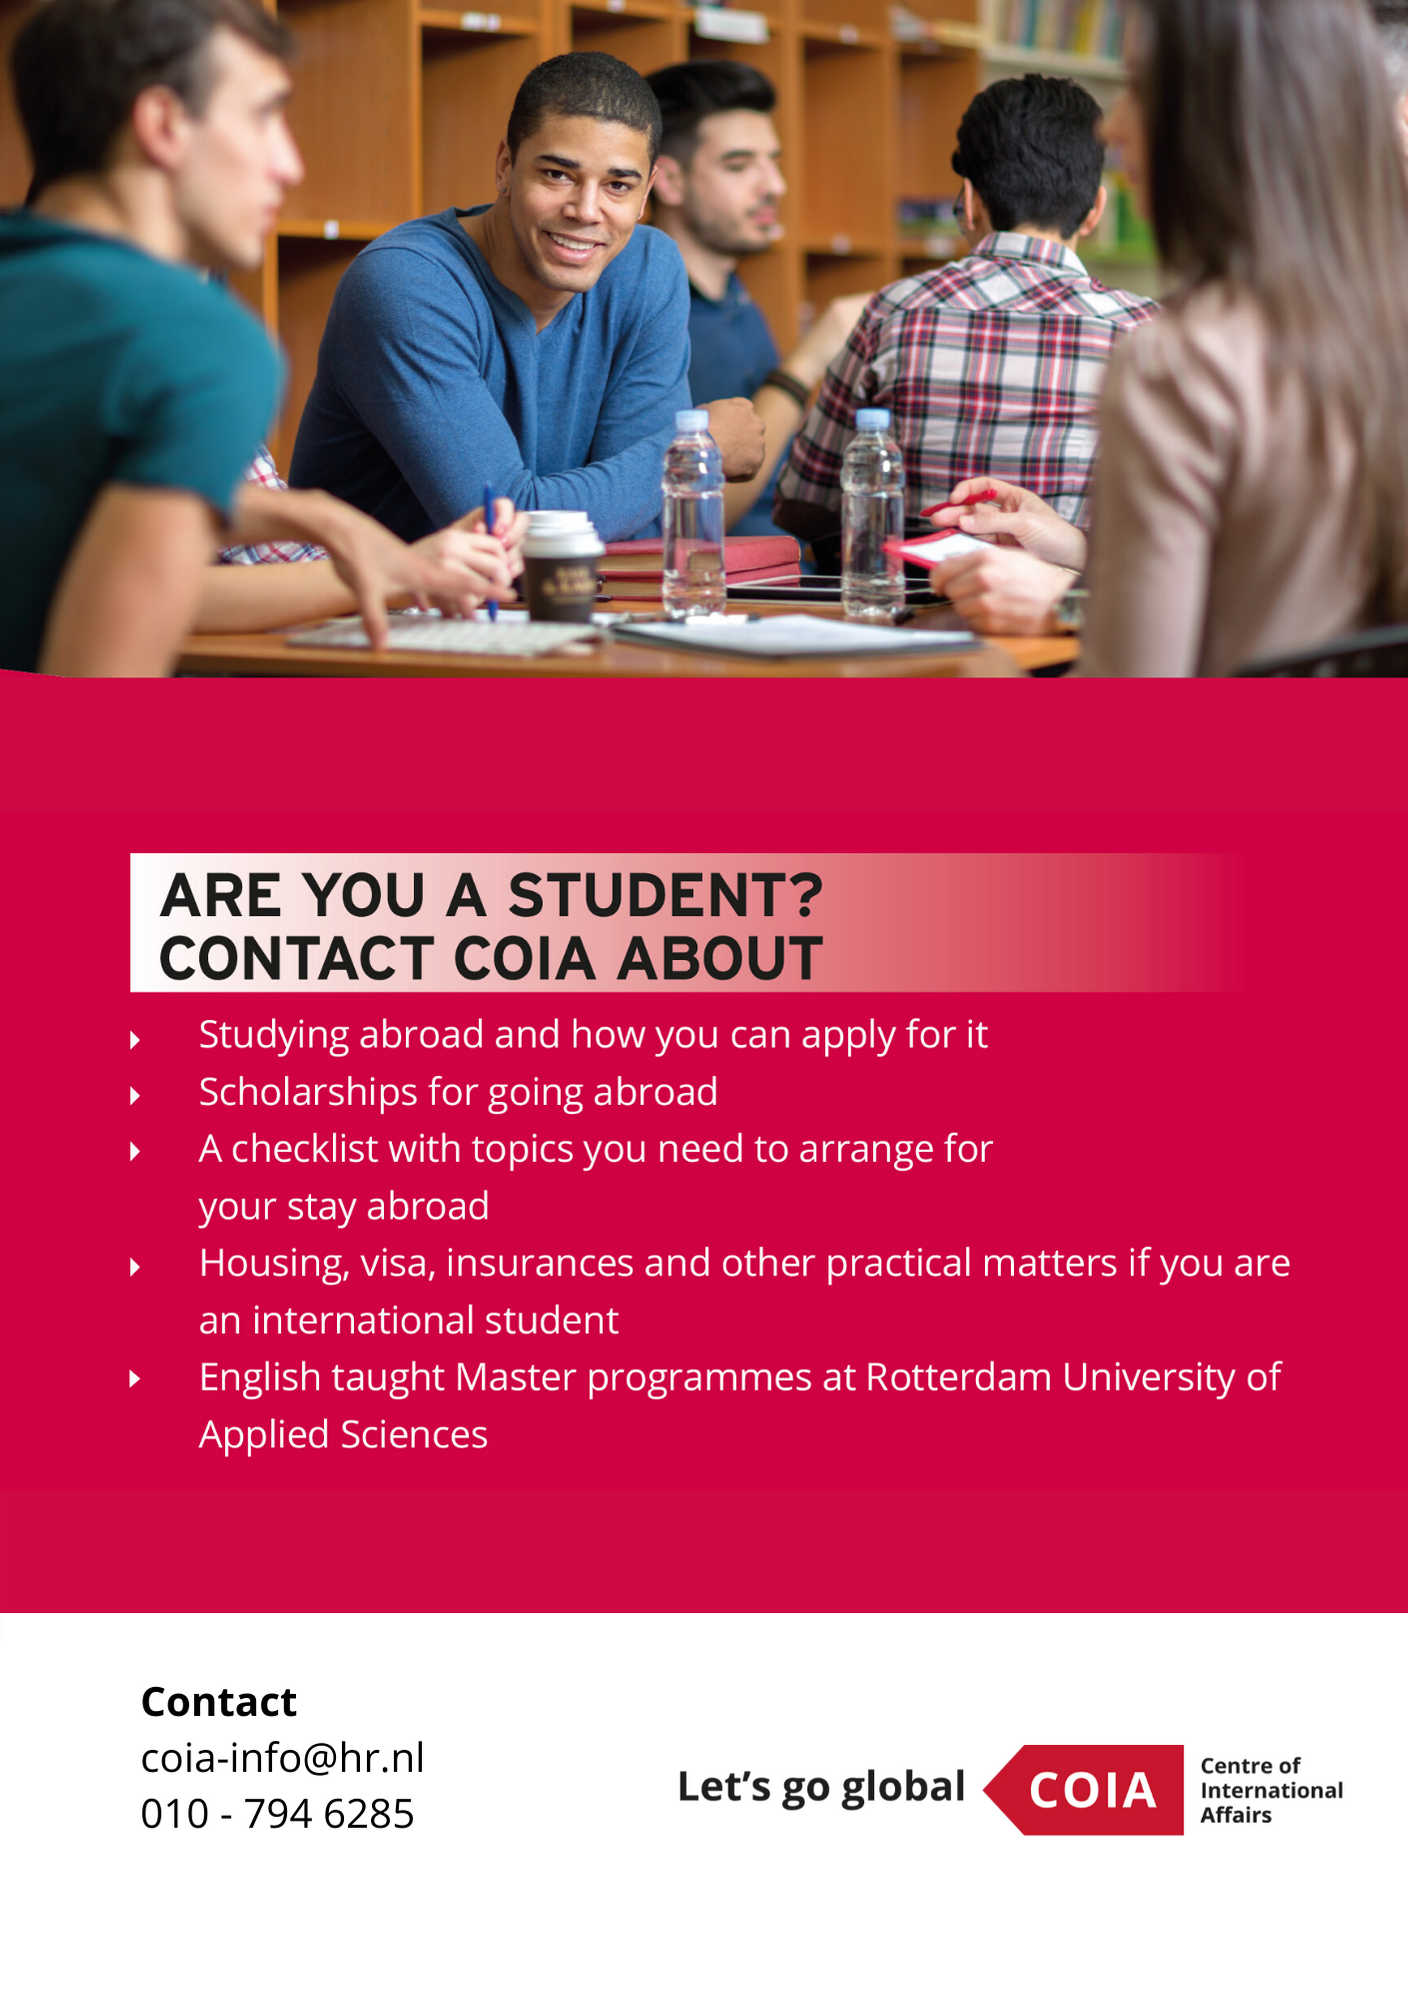 ARE YOU A STUDENT?
CONTACT COIA ABOUT
Studying abroad and how you can apply for it
Scholarships for going abroad
A checklist with topics you need to arrange for
your stay abroad
Housing, visa, insurances and other practical matters if you are
an international student
English taught Master programmes at Rotterdam University of
Applied Sciences
Contact
coia-info@hr.nl
010 - 794 6285
Let's go global
COIA
Centre of
International
Affairs